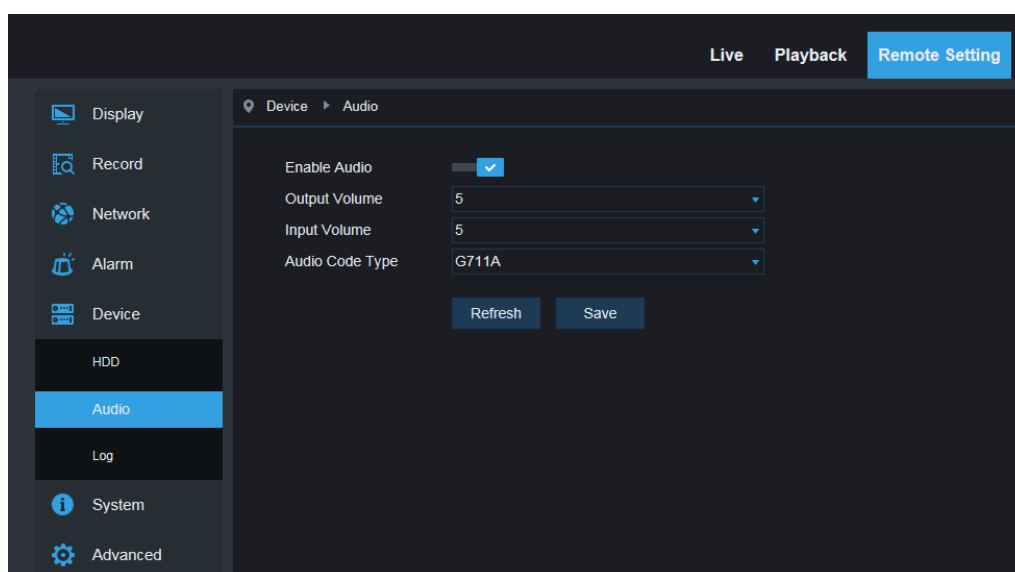 Live Playback Remote Setting
Display
Record
Network
Alarm
Device
HDD
Audio
Log
System
Advanced
Device Audio
Enable Audio
Output Volume 5
Input Volume 5
Audio Code Type G711A
Refresh Save